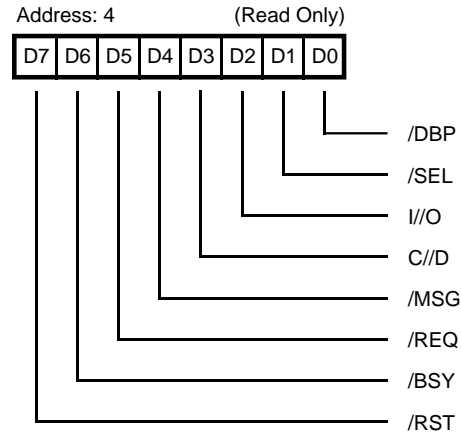 Address: 4 (Read Only)
D7 D6 D5 D4 D3 D2 D1 D0
/DBP
/SEL
I//O
C//D
/MSG
/REQ
/BSY
/RST